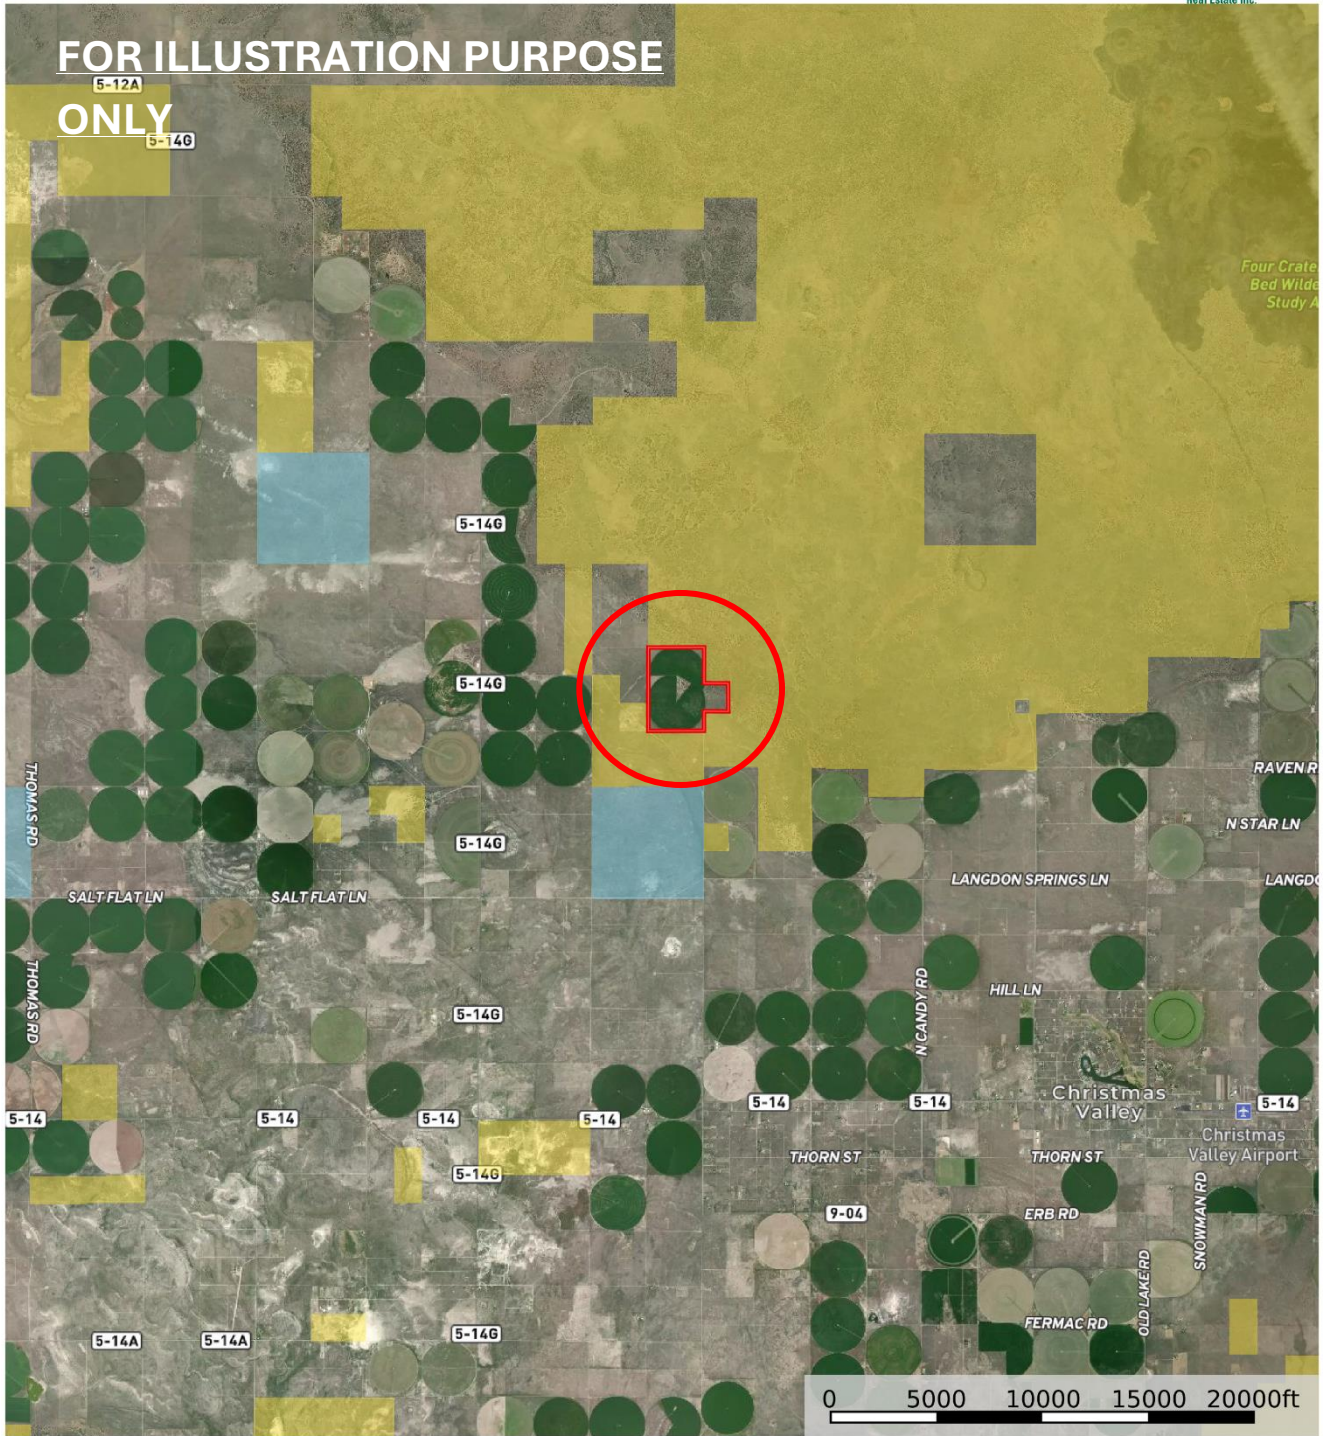 Real Estate Inc.
FOR ILLUSTRATION PURPOSE
ONLY
5-12A
5-14G
Four Crate
Bed Wilde
Study A
5-14G
5-14G
THOMAS RD
RAVEN R
N STAR LN
5-14G
LANGDON SPRINGS LN
LANGDO
SALT FLAT LN
SALT FLAT LN
THOMAS RD
N CANDY RD
HILL LN
5-14G
Christmas
Valley
5-14
5-14
5-14
5-14
5-14
5-14
5-14
Christmas
Valley Airport
THORN ST
THORN ST
5-14G
SNOWMAN RD
9-04
ERB RD
OLD LAKE RD
FERMAC RD
5-14A
5-14A
5-14G
0 5000 10000 15000 20000ft